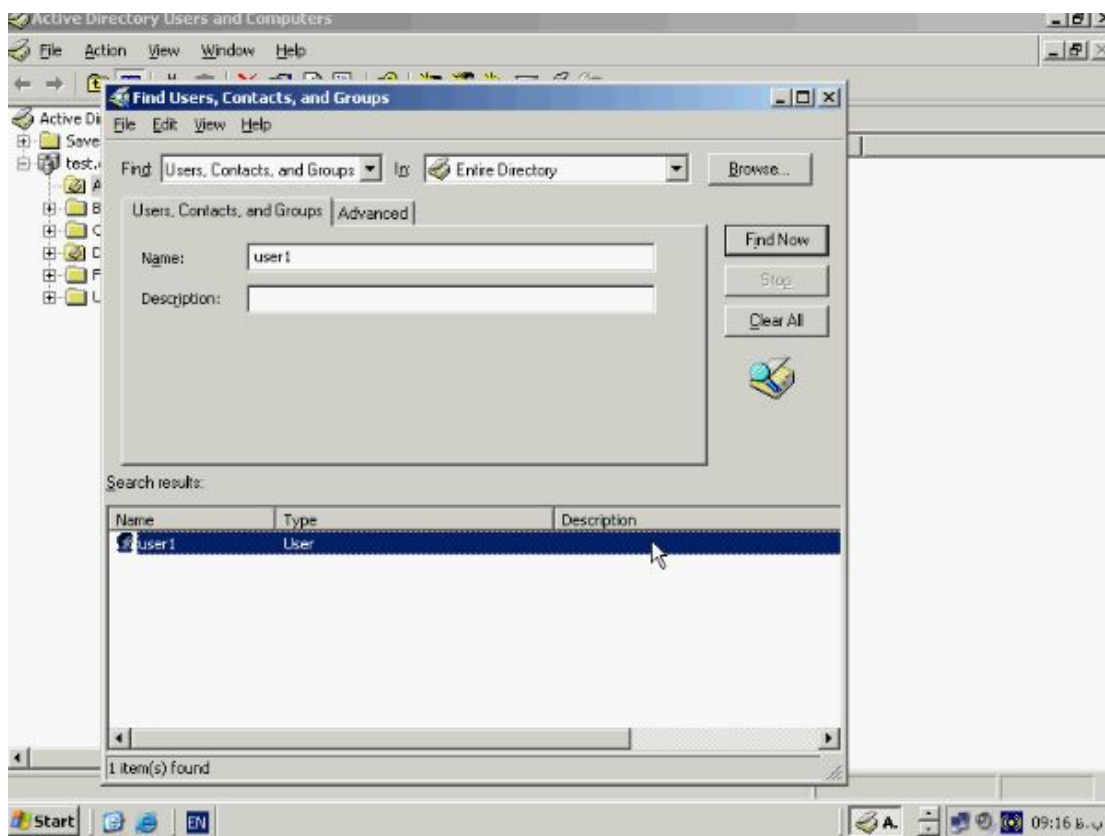 Active Directory Users and Computers
File Action View Window Help
Find Users, Contacts, and Groups
File Edit View Help
Active Di
Save
test.
Find: Users, Contacts, and Groups In: Entire Directory Browse...
Users, Contacts, and Groups Advanced
Name: user1
Description:
Find Now
Stop
Clear All
A
B
C
D
F
U
Search results:
Name Type Description
user1 User
1 item(s) found
Start EN A. 09:16 ب.ظ